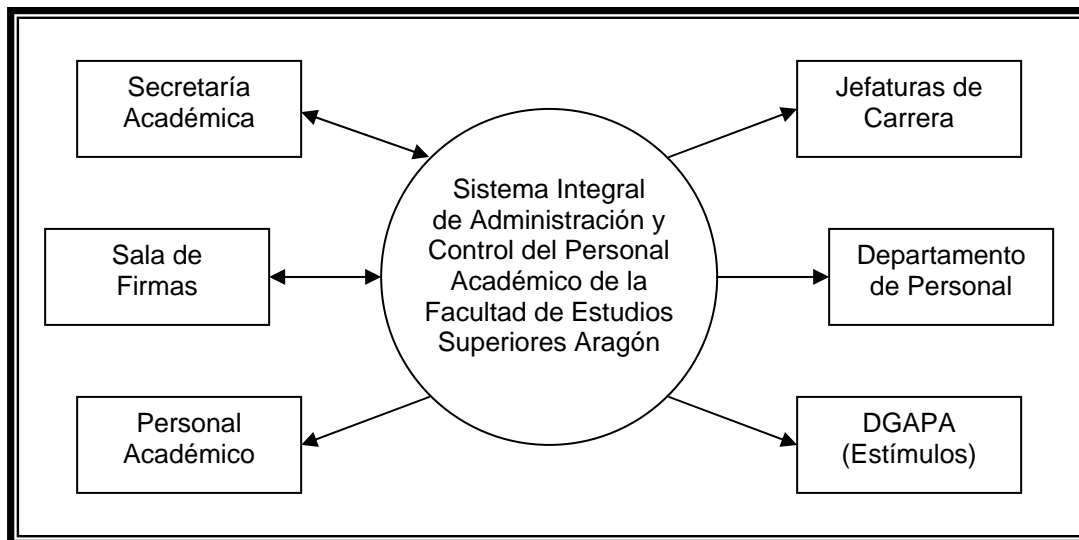 Secretaría
Académica
Jefaturas de
Carrera
Sistema Integral
de Administración y
Control del Personal
Académico de la
Facultad de Estudios
Superiores Aragón
Sala de
Firmas
Departamento
de Personal
Personal
Académico
DGAPA
(Estímulos)